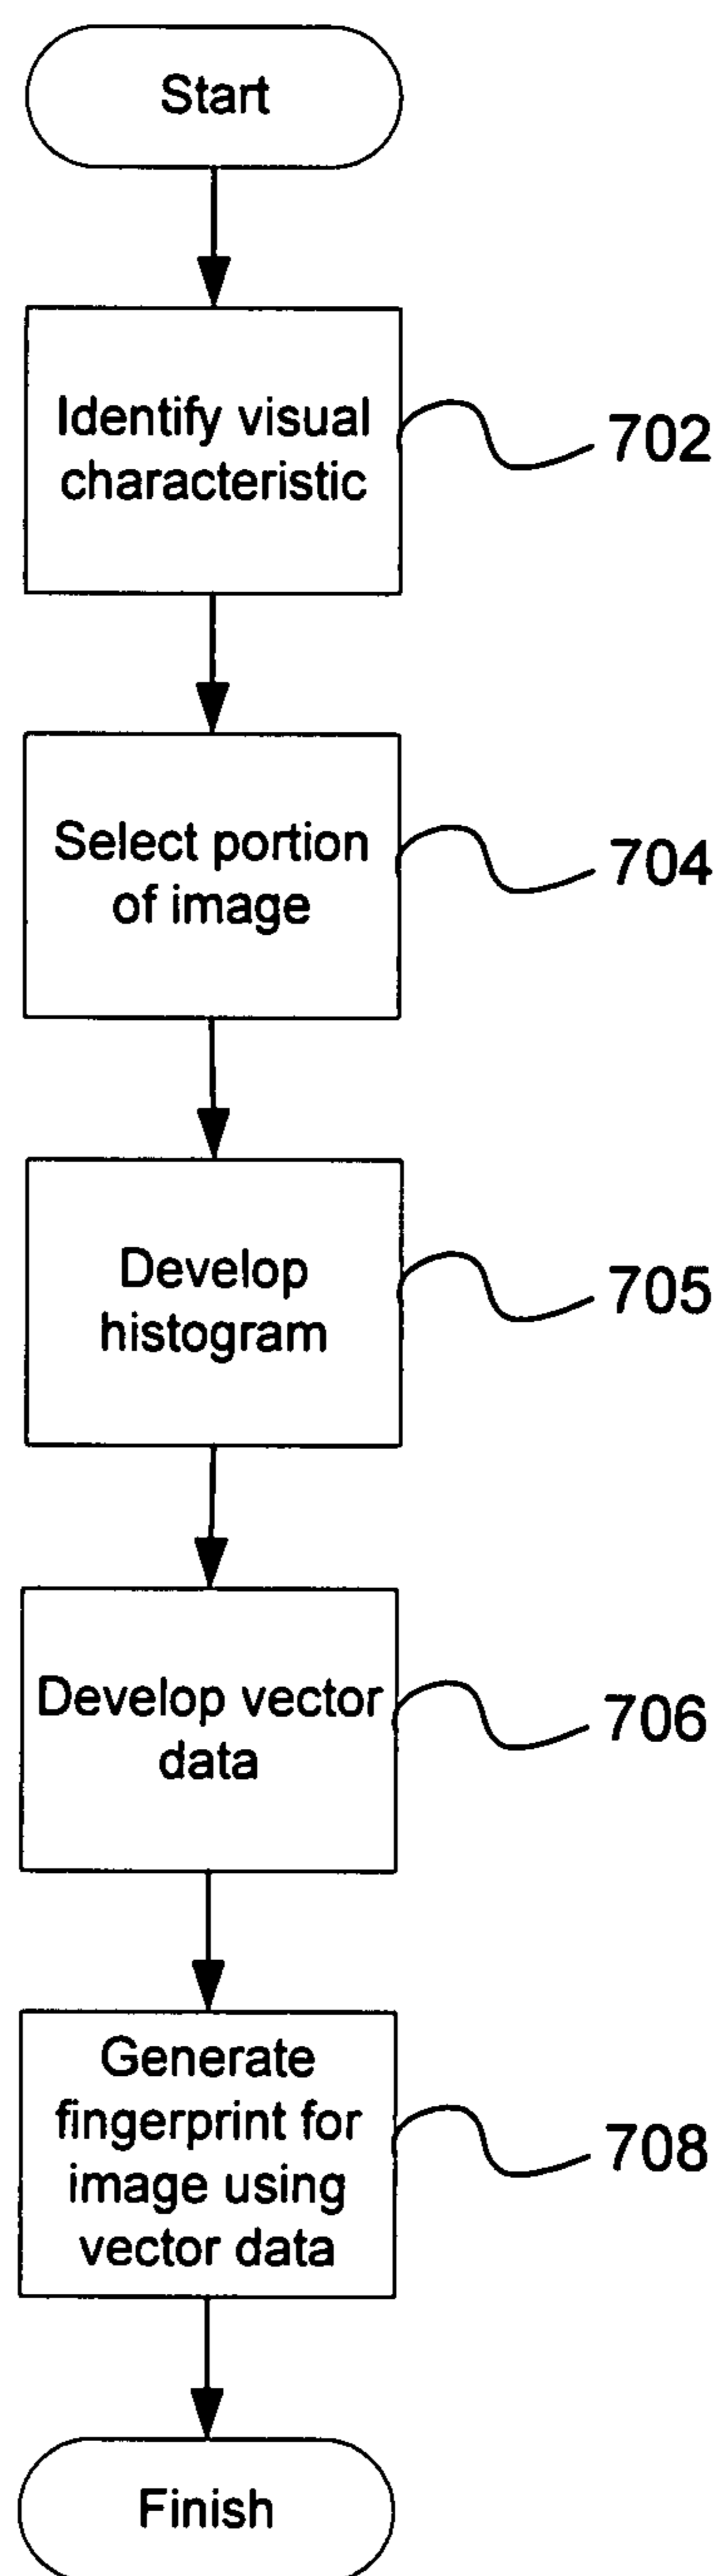 Start
Identify visual
characteristic
702
Select portion
of image
704
Develop
histogram
705
Develop vector
data
706
Generate
fingerprint for
image using
vector data
708
Finish